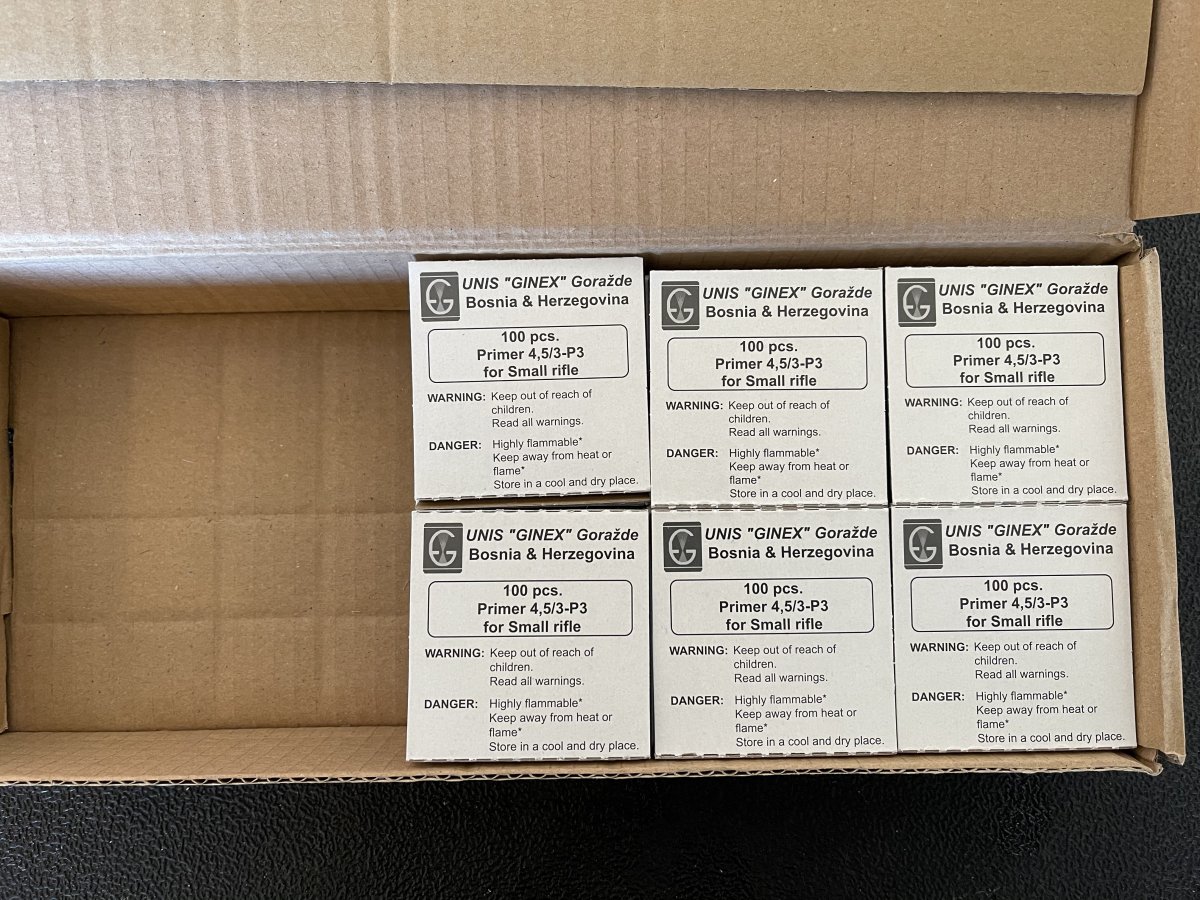 UNIS "GINEX" Goražde
Bosnia & Herzegovina
100 pcs.
Primer 4,5/3-P3
for Small rifle
WARNING: Keep out of reach of
children.
Read all warnings.
DANGER: Highly flammable*
Keep away from heat or
flame*
Store in a cool and dry place.
UNIS "GINEX" Goražde
Bosnia & Herzegovina
100 pcs.
Primer 4,5/3-P3
for Small rifle
WARNING: Keep out of reach of
children.
Read all warnings.
DANGER: Highly flammable*
Keep away from heat or
flame*
Store in a cool and dry place.
UNIS "GINEX" Goražde
Bosnia & Herzegovina
100 pcs.
Primer 4,5/3-P3
for Small rifle
WARNING: Keep out of reach of
children.
Read all warnings.
DANGER: Highly flammable*
Keep away from heat or
flame*
Store in a cool and dry place.
UNIS "GINEX" Goražde
Bosnia & Herzegovina
100 pcs.
Primer 4,5/3-P3
for Small rifle
WARNING: Keep out of reach of
children.
Read all warnings.
DANGER: Highly flammable*
Keep away from heat or
flame*
Store in a cool and dry place.
UNIS "GINEX" Goražde
Bosnia & Herzegovina
100 pcs.
Primer 4,5/3-P3
for Small rifle
WARNING: Keep out of reach of
children.
Read all warnings.
DANGER: Highly flammable*
Keep away from heat or
flame*
Store in a cool and dry place.
UNIS "GINEX" Goražde
Bosnia & Herzegovina
100 pcs.
Primer 4,5/3-P3
for Small rifle
WARNING: Keep out of reach of
children.
Read all warnings.
DANGER: Highly flammable*
Keep away from heat or
flame*
Store in a cool and dry place.